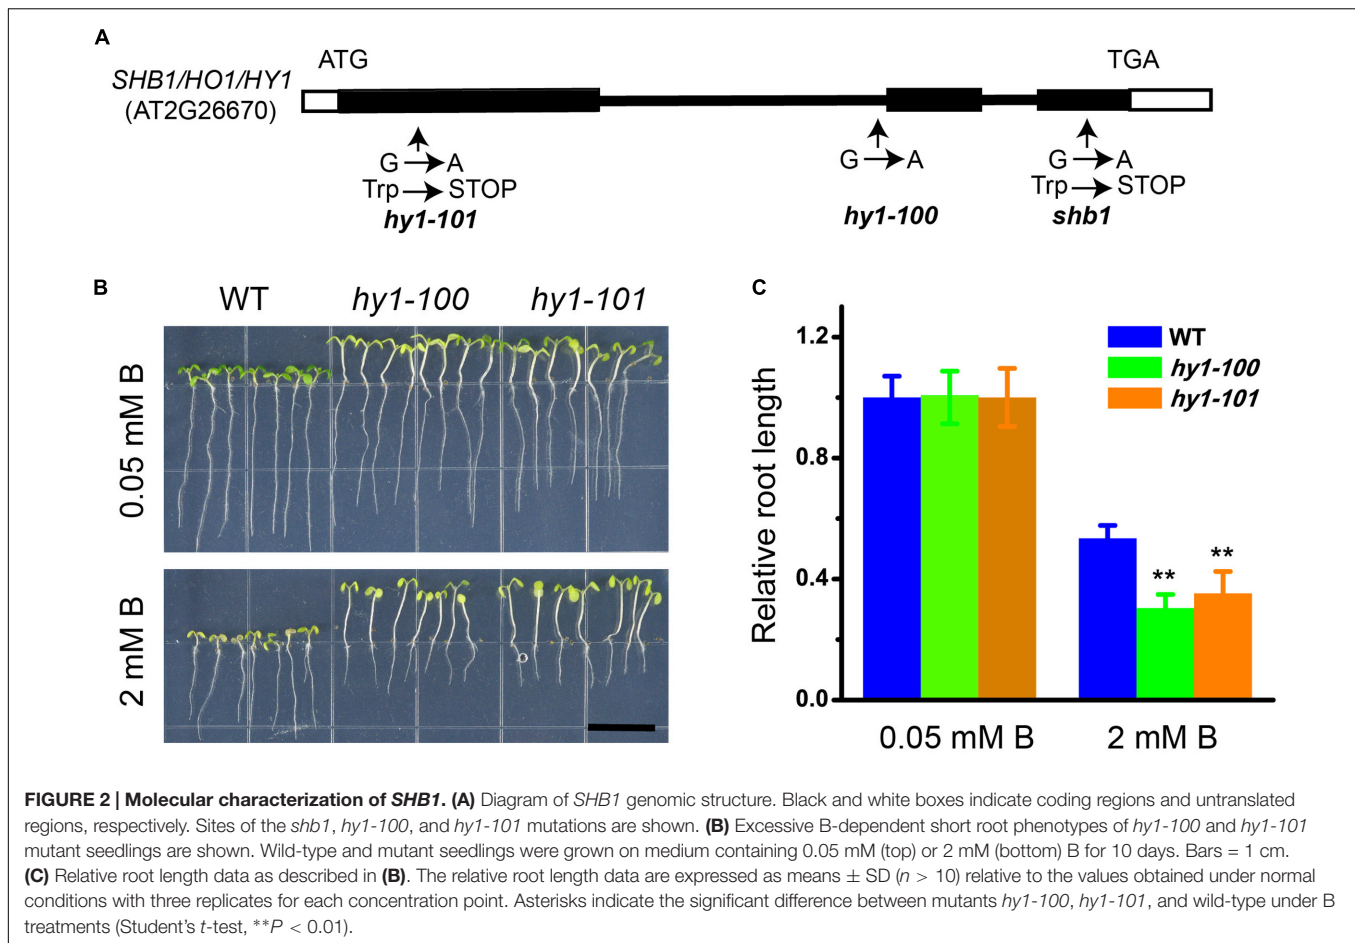 A
ATG
TGA
SHB1/HO1/HY1
(AT2G26670)
G → A
Trp → STOP
hy1-101
G → A
hy1-100
G → A
Trp → STOP
shb1
B
WT
hy1-100
hy1-101
0.05 mM B
2 mM B
C
Relative root length
1.2
0.8
0.4
0.0
WT
hy1-100
hy1-101
**
**
0.05 mM B
2 mM B
FIGURE 2 | Molecular characterization of SHB1. (A) Diagram of SHB1 genomic structure. Black and white boxes indicate coding regions and untranslated
regions, respectively. Sites of the shb1, hy1-100, and hy1-101 mutations are shown. (B) Excessive B-dependent short root phenotypes of hy1-100 and hy1-101
mutant seedlings are shown. Wild-type and mutant seedlings were grown on medium containing 0.05 mM (top) or 2 mM (bottom) B for 10 days. Bars = 1 cm.
(C) Relative root length data as described in (B). The relative root length data are expressed as means ± SD (n > 10) relative to the values obtained under normal
conditions with three replicates for each concentration point. Asterisks indicate the significant difference between mutants hy1-100, hy1-101, and wild-type under B
treatments (Student's t-test, **P < 0.01).